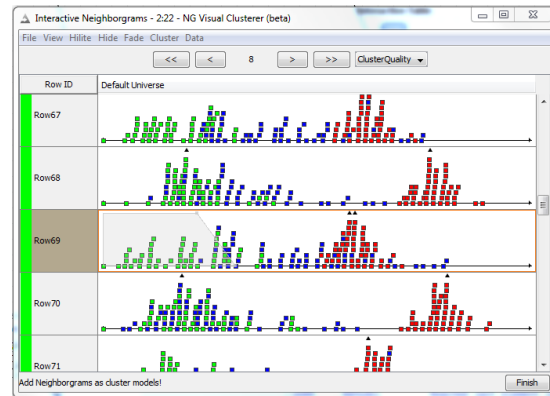 Interactive Neighborgrams - 2:22 - NG Visual Clusterer (beta)
File View Hilite Hide Fade Cluster Data
<< < 8 > >> ClusterQuality
Row ID Default Universe
Row67
Row68
Row69
Row70
Row71
Add Neighborgrams as cluster models! Finish